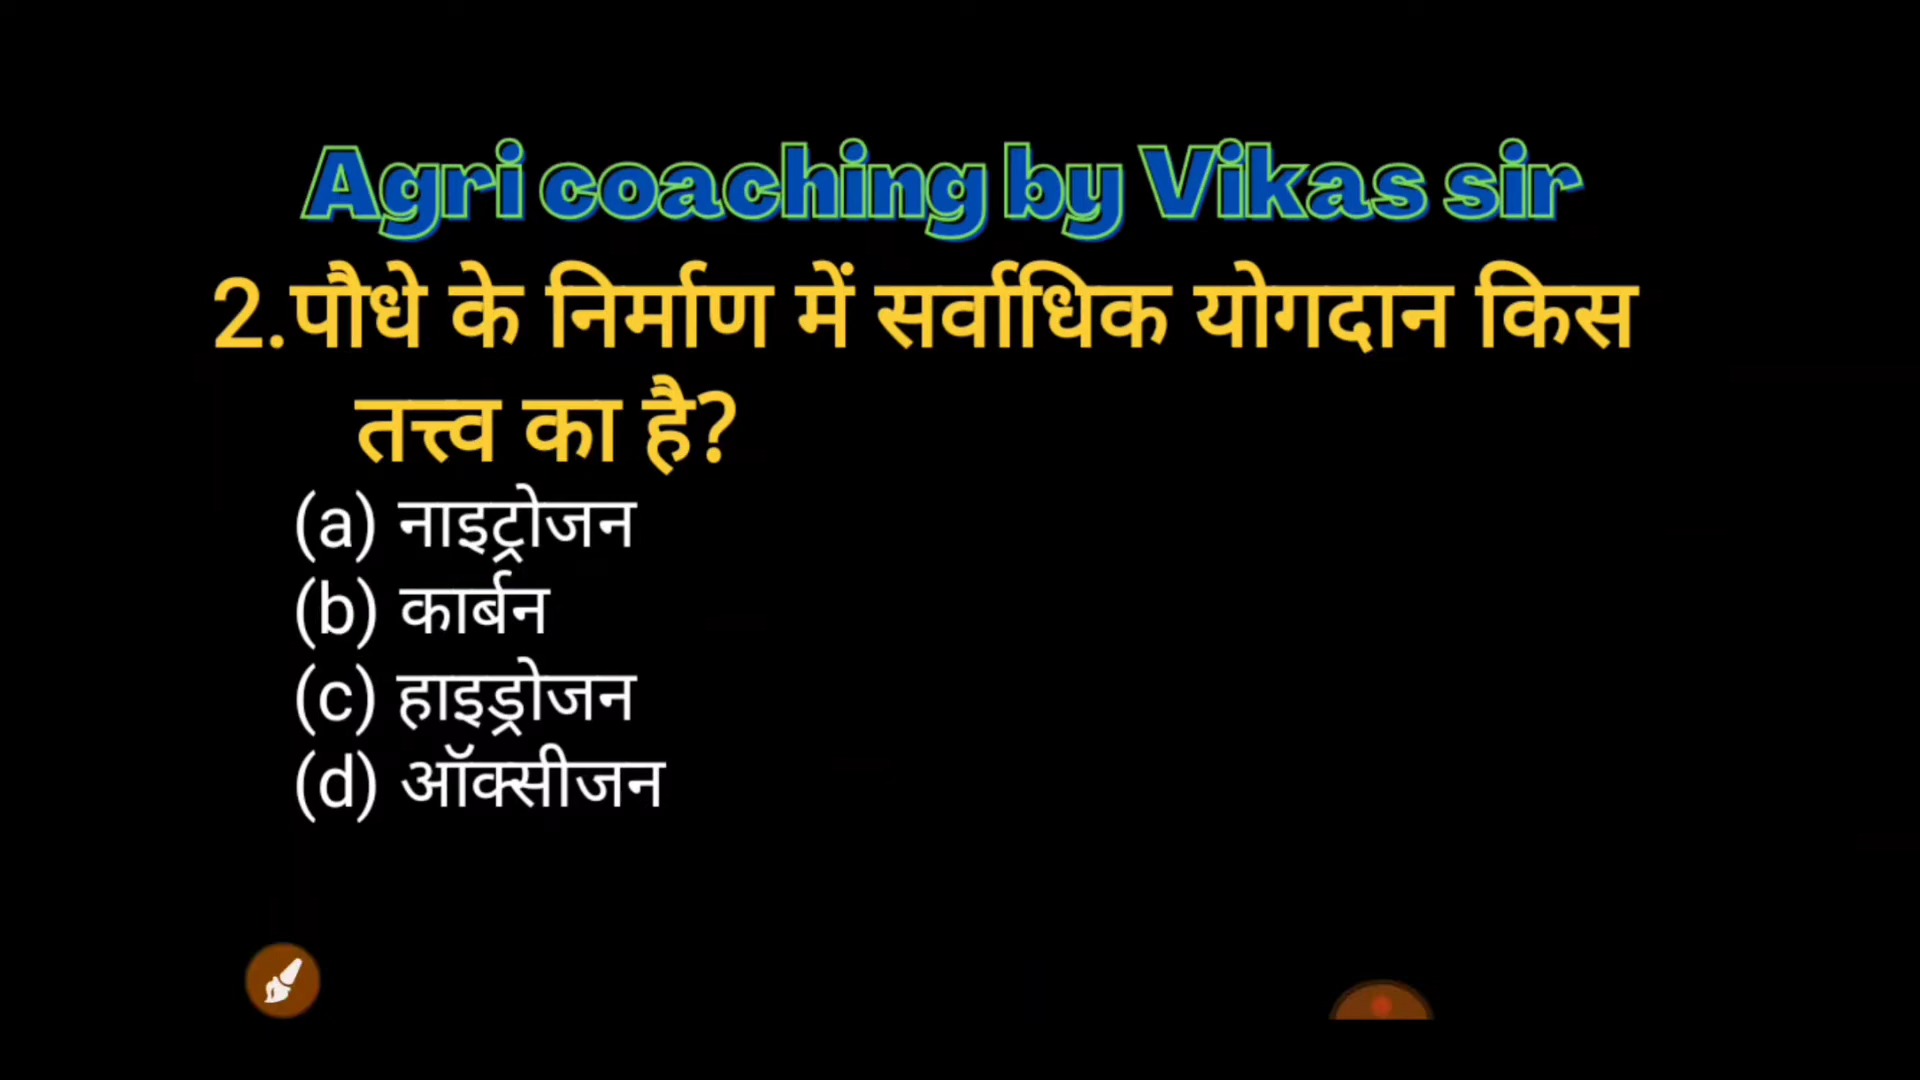 Agri coaching by Vikas sir
2.पौधे के निर्माण में सर्वाधिक योगदान किस
तत्त्व का है?
(a) नाइट्रोजन
(b) कार्बन
(c) हाइड्रोजन
(d) ऑक्सीजन